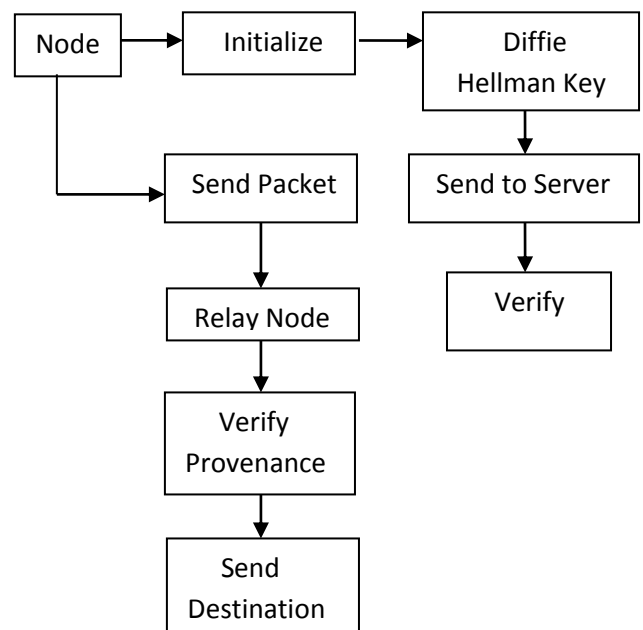 Node
Initialize
Diffie
Hellman Key
Send Packet
Send to Server
Relay Node
Verify
Verify
Provenance
Send
Destination